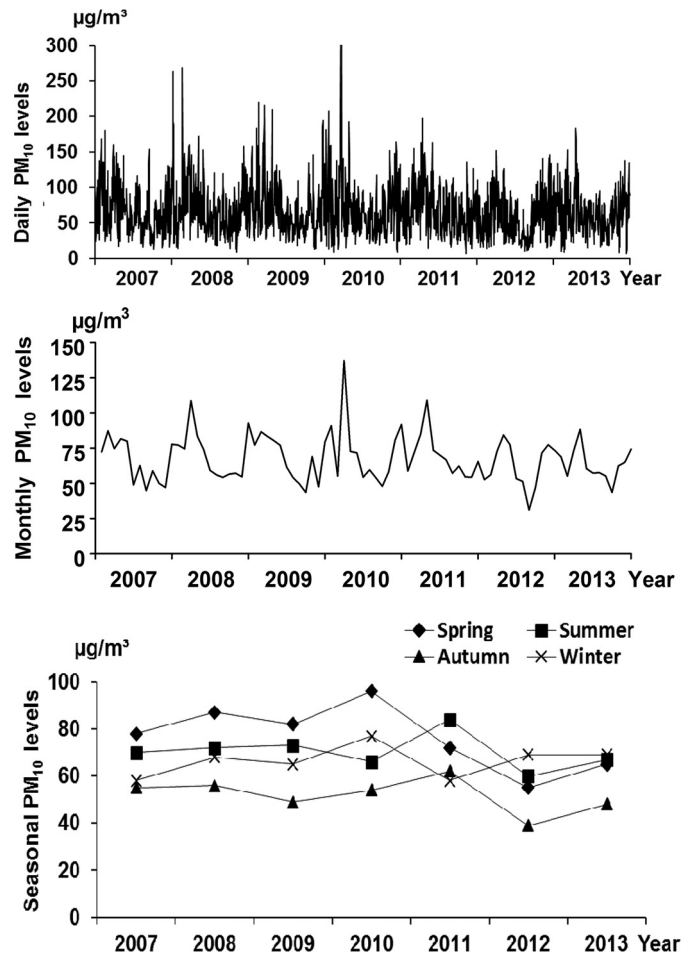 µg/m³
Daily PM₁₀ levels
300
250
200
150
100
50
0
2007 2008 2009 2010 2011 2012 2013 Year
µg/m³
Monthly PM₁₀ levels
150
125
100
75
50
25
0
2007 2008 2009 2010 2011 2012 2013 Year
Spring Summer
Autumn Winter
µg/m³
Seasonal PM₁₀ levels
100
80
60
40
20
0
2007 2008 2009 2010 2011 2012 2013 Year